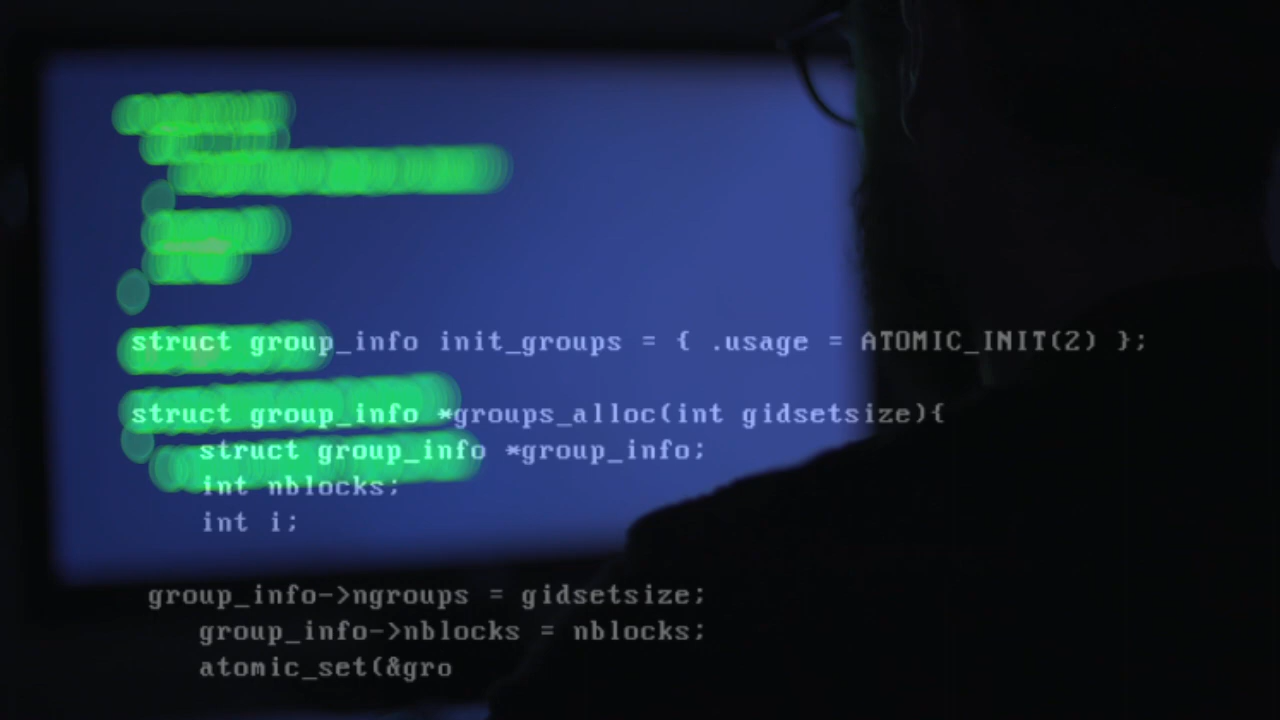 struct group_info init_groups = { .usage = ATOMIC_INIT(2) };
struct group_info *groups_alloc(int gidsetsize){
struct group_info *group_info;
int nblocks;
int i;
group_info->ngroups = gidsetsize;
group_info->nblocks = nblocks;
atomic_set(&gro